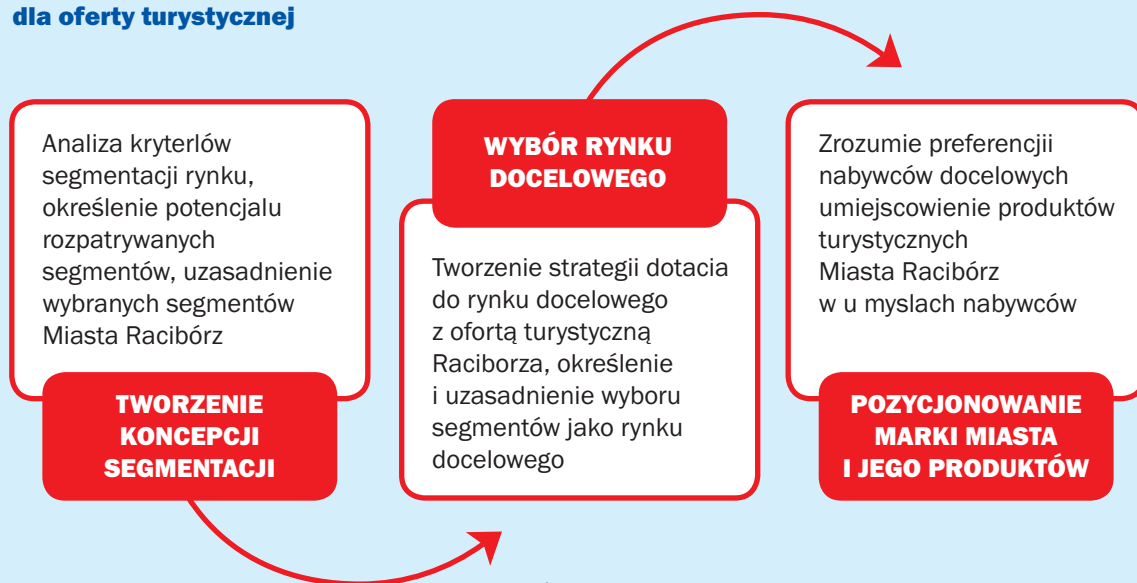 dla oferty turystycznej
Analiza kryterlów
segmentacji rynku,
określenie potencjalu
rozpatrywanych
segmentów, uzasadnienie
wybranych segmentów
Miasta Racibórz
TWORZENIE
KONCEPCJI
SEGMENTACJI
WYBÓR RYNKU
DOCELOWEGO
Tworzenie strategii dotacia
do rynku docelowego
z ofortą turystyczną
Raciborza, określenie
i uzasadnienie wyboru
segmentów jako rynku
docelowego
Zrozumie preferencjii
nabywców docelowych
umiejscowienie produktów
turystycznych
Miasta Racibórz
w u myslach nabywców
POZYCJONOWANIE
MARKI MIASTA
I JEGO PRODUKTÓW